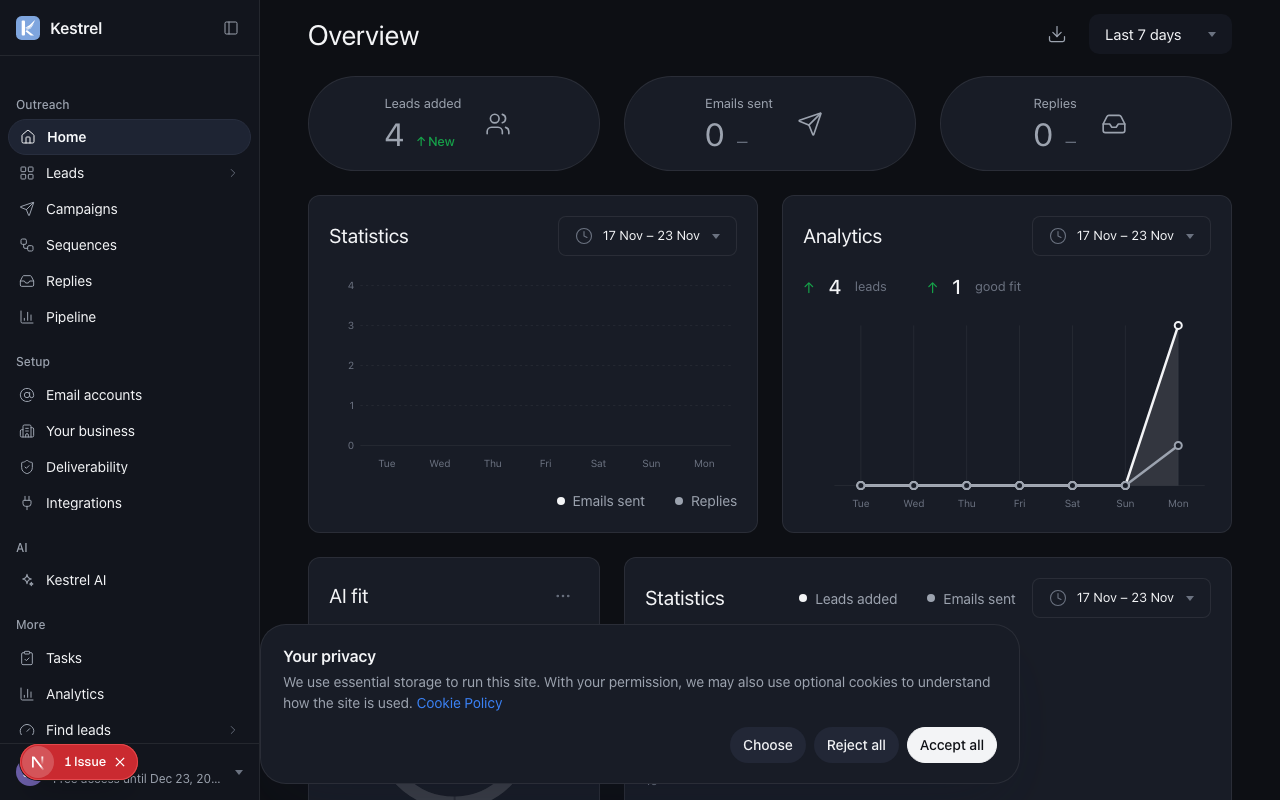 Kestrel
Outreach
Home
Leads
Campaigns
Sequences
Replies
Pipeline
Setup
Email accounts
Your business
Deliverability
Integrations
AI
Kestrel AI
More
Tasks
Analytics
Find leads
1 Issue
until Dec 23, 20...
Overview
Last 7 days
Leads added
4 New
Emails sent
0 –
Replies
0 –
Statistics
17 Nov – 23 Nov
4
3
2
1
0
Tue Wed Thu Fri Sat Sun Mon
Emails sent Replies
Analytics
17 Nov – 23 Nov
4 leads 1 good fit
Tue Wed Thu Fri Sat Sun Mon
AI fit
Statistics
Leads added Emails sent
17 Nov – 23 Nov
Your privacy
We use essential storage to run this site. With your permission, we may also use optional cookies to understand
how the site is used. Cookie Policy
Choose Reject all Accept all